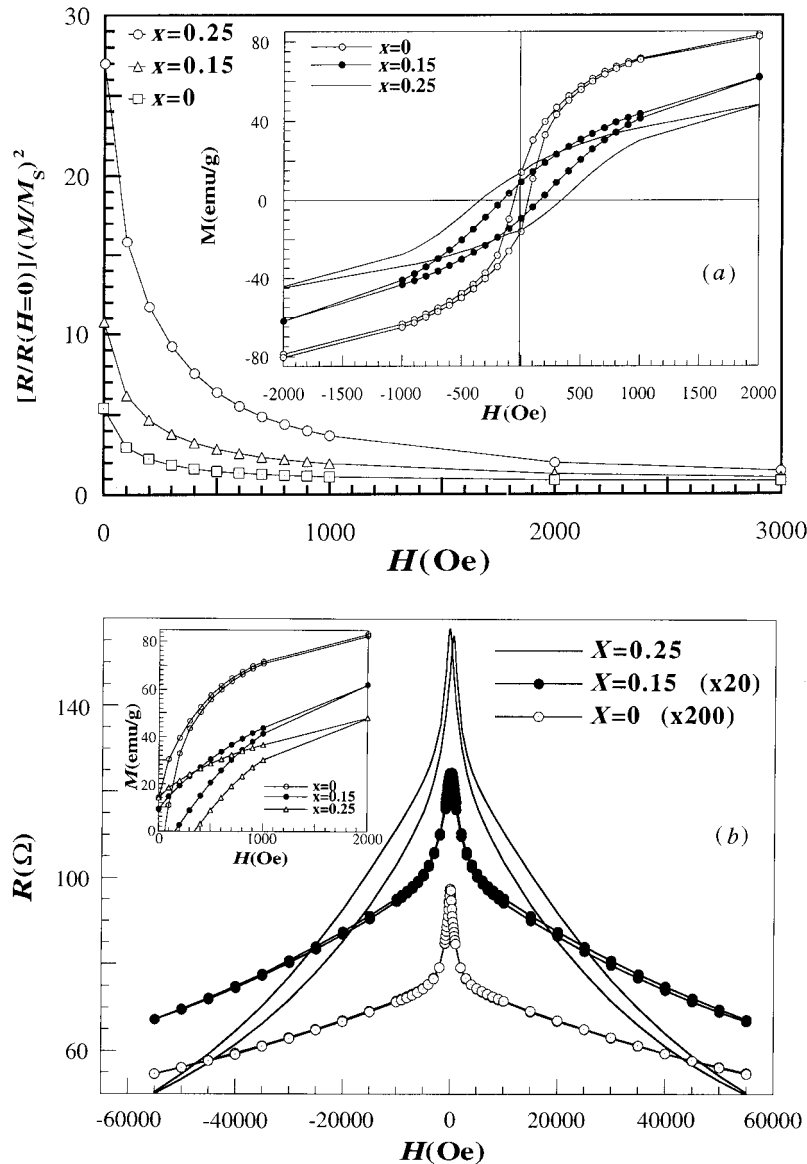 30
20
10
0
[R/R(H=0)]/(M/M_S)^2
x=0.25
x=0.15
x=0
80
40
0
-40
-80
M(emu/g)
x=0
x=0.15
x=0.25
(a)
-2000 -1500 -1000 -500 0 500 1000 1500 2000
H(Oe)
0 1000 2000 3000
H(Oe)
80
60
40
20
0
M(emu/g)
x=0
x=0.15
x=0.25
0 1000 2000
H(Oe)
X=0.25
X=0.15 (x20)
X=0 (x200)
140
100
60
R(Ω)
(b)
-60000 -40000 -20000 0 20000 40000 60000
H(Oe)